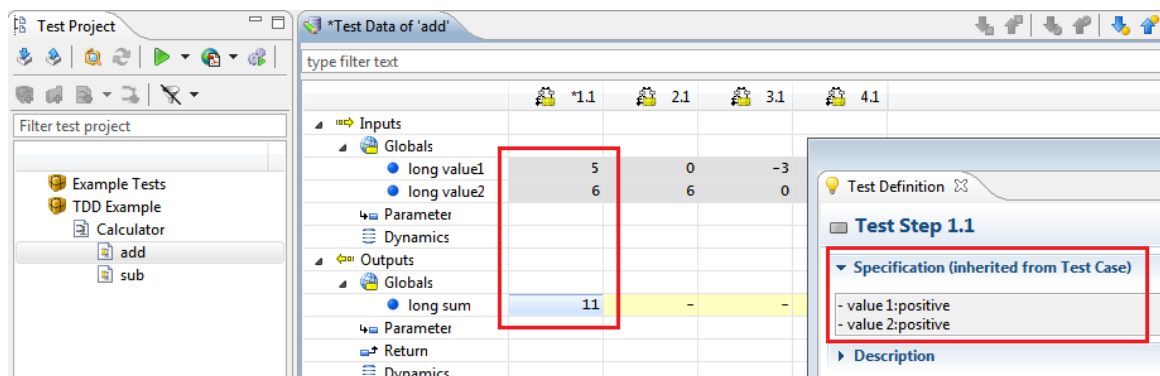 Test Project
*Test Data of 'add'
type filter text
Filter test project
*1.1 2.1 3.1 4.1
Inputs
Globals
long value1 5 0 -3
long value2 6 6 0
Parameter
Dynamics
Outputs
Globals
long sum 11 - -
Parameter
Return
Dynamics
Example Tests
TDD Example
Calculator
add
sub
Test Definition
Test Step 1.1
Specification (inherited from Test Case)
- value 1:positive
- value 2:positive
Description